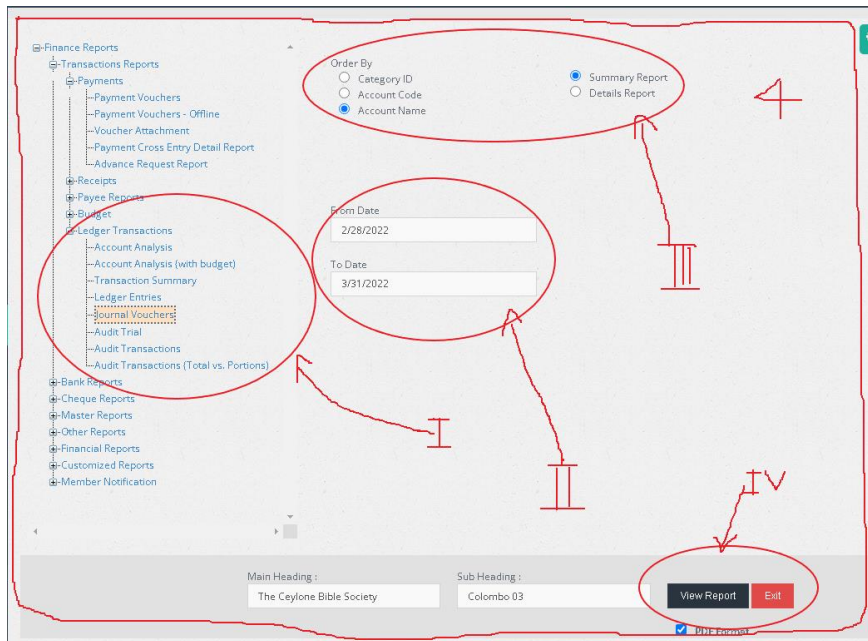 Finance Reports
Transactions Reports
Payments
Payment Vouchers
Payment Vouchers - Offline
Voucher Attachment
Payment Cross Entry Detail Report
Advance Request Report
Receipts
Payee Reports
Budget
Ledger Transactions
Account Analysis
Account Analysis (with budget)
Transaction Summary
Ledger Entries
Journal Vouchers
Audit Trial
Audit Transactions
Audit Transactions (Total vs. Portions)
Bank Reports
Cheque Reports
Master Reports
Other Reports
Financial Reports
Customized Reports
Member Notification
Order By
Category ID
Account Code
Account Name
Summary Report
Details Report
4
III
From Date
2/28/2022
To Date
3/31/2022
I
II
IV
Main Heading :
The Ceylone Bible Society
Sub Heading :
Colombo 03
View Report
Exit
PDF Format